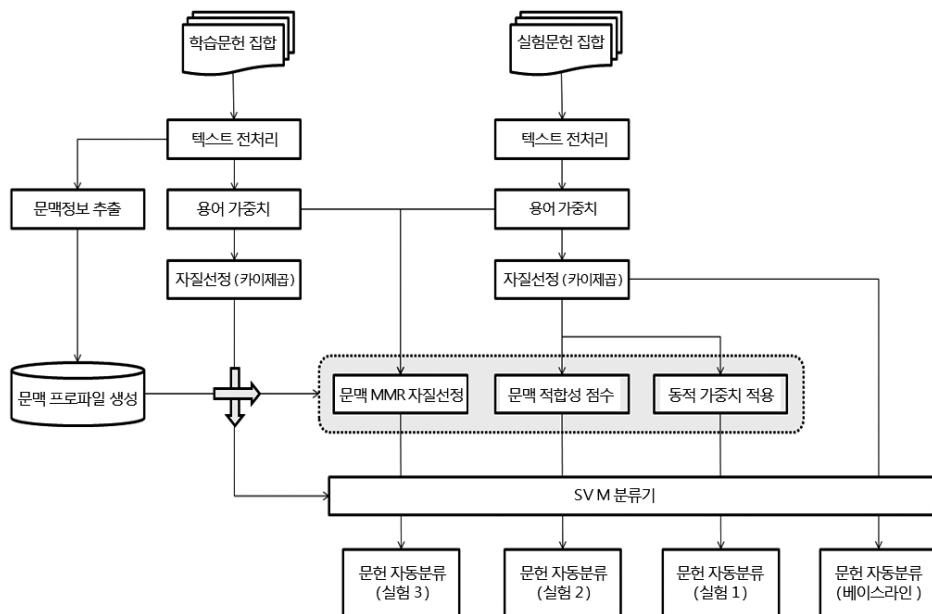 학습문헌 집합
실험문헌 집합
텍스트 전처리
텍스트 전처리
문맥정보 추출
용어 가중치
용어 가중치
자질선정 (카이제곱)
자질선정 (카이제곱)
문맥 프로파일 생성
문맥 MMR 자질선정
문맥 적합성 점수
동적 가중치 적용
SVM 분류기
문헌 자동분류
(실험 3)
문헌 자동분류
(실험 2)
문헌 자동분류
(실험 1)
문헌 자동분류
(베이스라인)